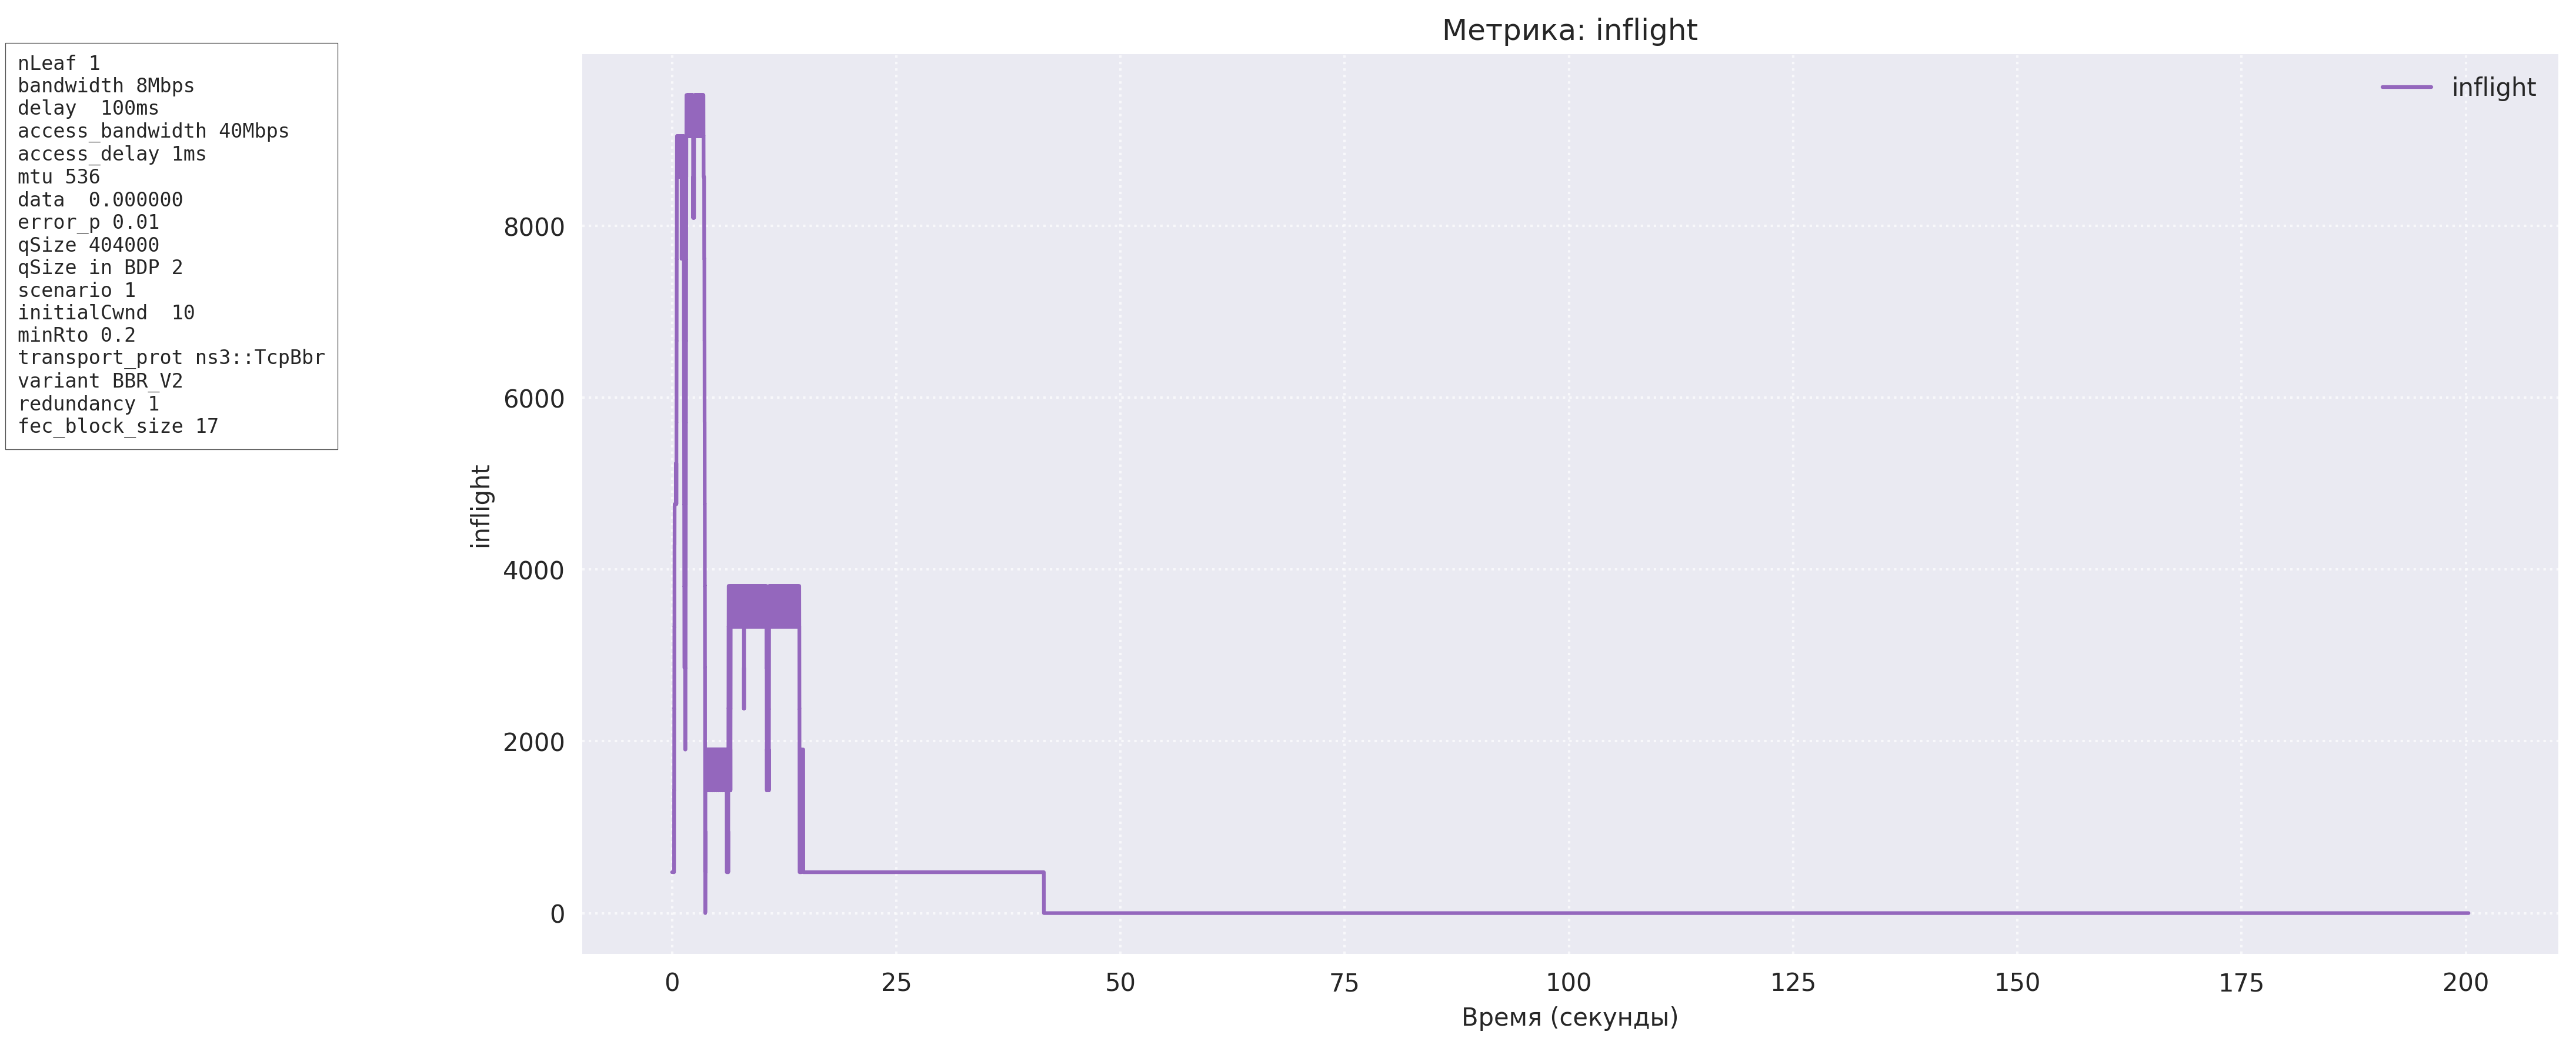 Метрика: inflight
nLeaf 1
bandwidth 8Mbps
delay  100ms
access_bandwidth 40Mbps
access_delay 1ms
mtu 536
data  0.000000
error_p 0.01
qSize 404000
qSize in BDP 2
scenario 1
initialCwnd  10
minRto 0.2
transport_prot ns3::TcpBbr
variant BBR_V2
redundancy 1
fec_block_size 17
inflight
inflight
8000
6000
4000
2000
0
0 25 50 75 100 125 150 175 200
Время (секунды)